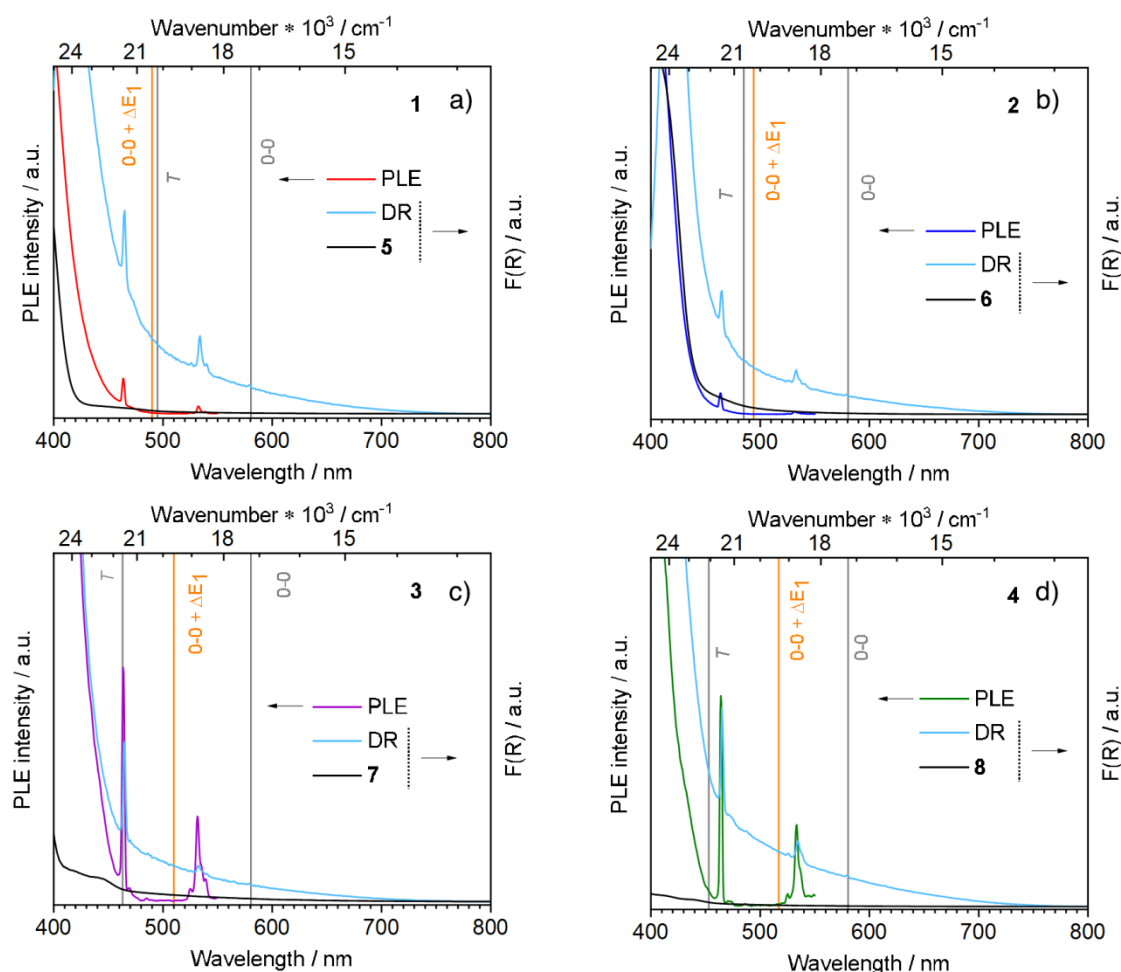 Wavenumber * 10³ / cm⁻¹
24 21 18 15
1 a)
0-0 + ΔE₁
T
0-0
PLE
DR
5
PLE intensity / a.u.
F(R) / a.u.
400 500 600 700 800
Wavelength / nm
Wavenumber * 10³ / cm⁻¹
24 21 18 15
2 b)
T
0-0 + ΔE₁
0-0
PLE
DR
6
PLE intensity / a.u.
F(R) / a.u.
400 500 600 700 800
Wavelength / nm
Wavenumber * 10³ / cm⁻¹
24 21 18 15
3 c)
T
0-0 + ΔE₁
0-0
PLE
DR
7
PLE intensity / a.u.
F(R) / a.u.
400 500 600 700 800
Wavelength / nm
Wavenumber * 10³ / cm⁻¹
24 21 18 15
4 d)
T
0-0 + ΔE₁
0-0
PLE
DR
8
PLE intensity / a.u.
F(R) / a.u.
400 500 600 700 800
Wavelength / nm